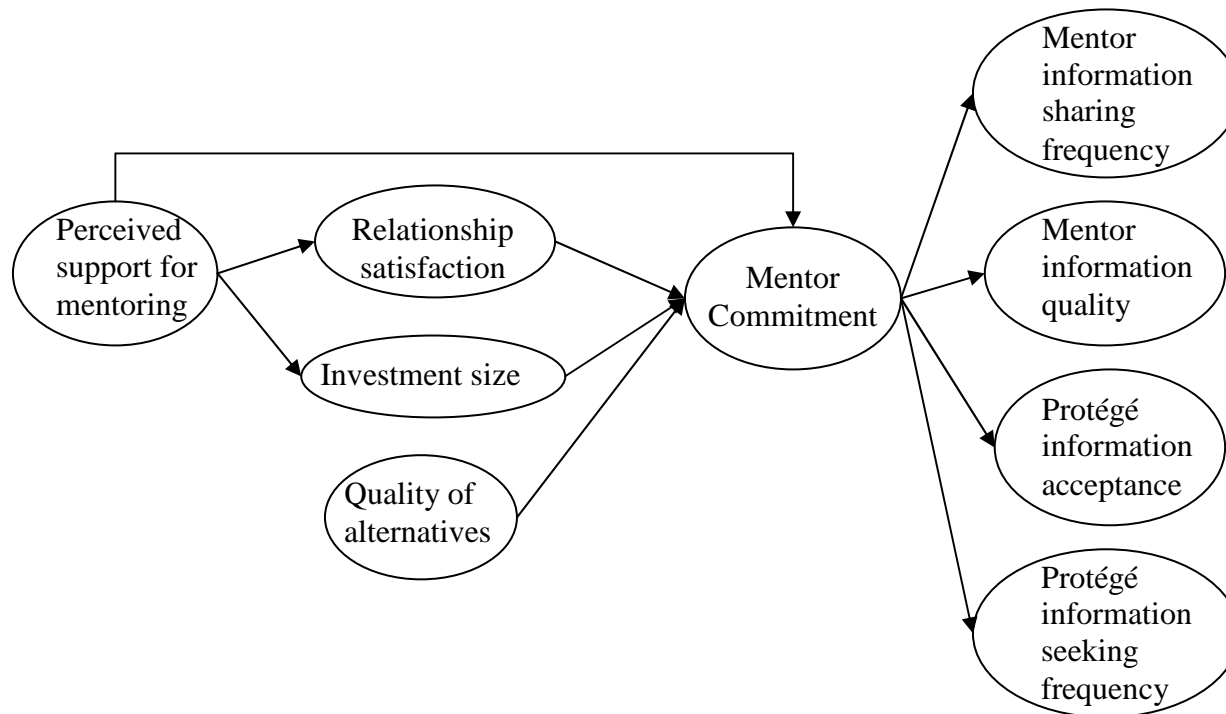 Perceived
support for
mentoring
Relationship
satisfaction
Investment size
Quality of
alternatives
Mentor
Commitment
Mentor
information
sharing
frequency
Mentor
information
quality
Protégé
information
acceptance
Protégé
information
seeking
frequency